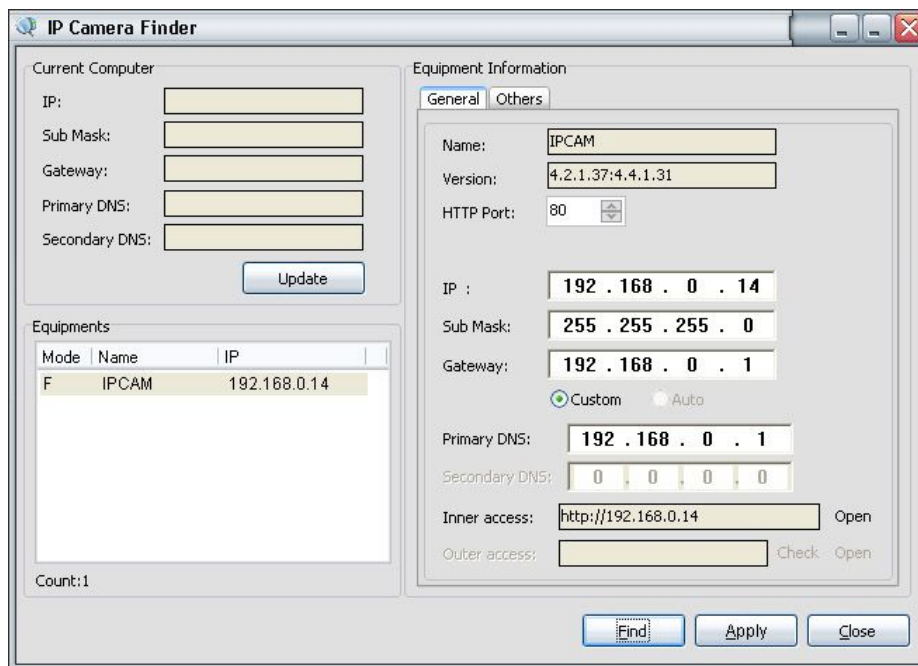 IP Camera Finder
Current Computer
IP:
Sub Mask:
Gateway:
Primary DNS:
Secondary DNS:
Update
Equipments
Mode Name IP
F IPCAM 192.168.0.14
Count:1
Equipment Information
General Others
Name: IPCAM
Version: 4.2.1.37:4.4.1.31
HTTP Port: 80
IP : 192 . 168 . 0 . 14
Sub Mask: 255 . 255 . 255 . 0
Gateway: 192 . 168 . 0 . 1
Custom Auto
Primary DNS: 192 . 168 . 0 . 1
Secondary DNS: 0 . 0 . 0 . 0
Inner access: http://192.168.0.14 Open
Outer access: Check Open
Find Apply Close